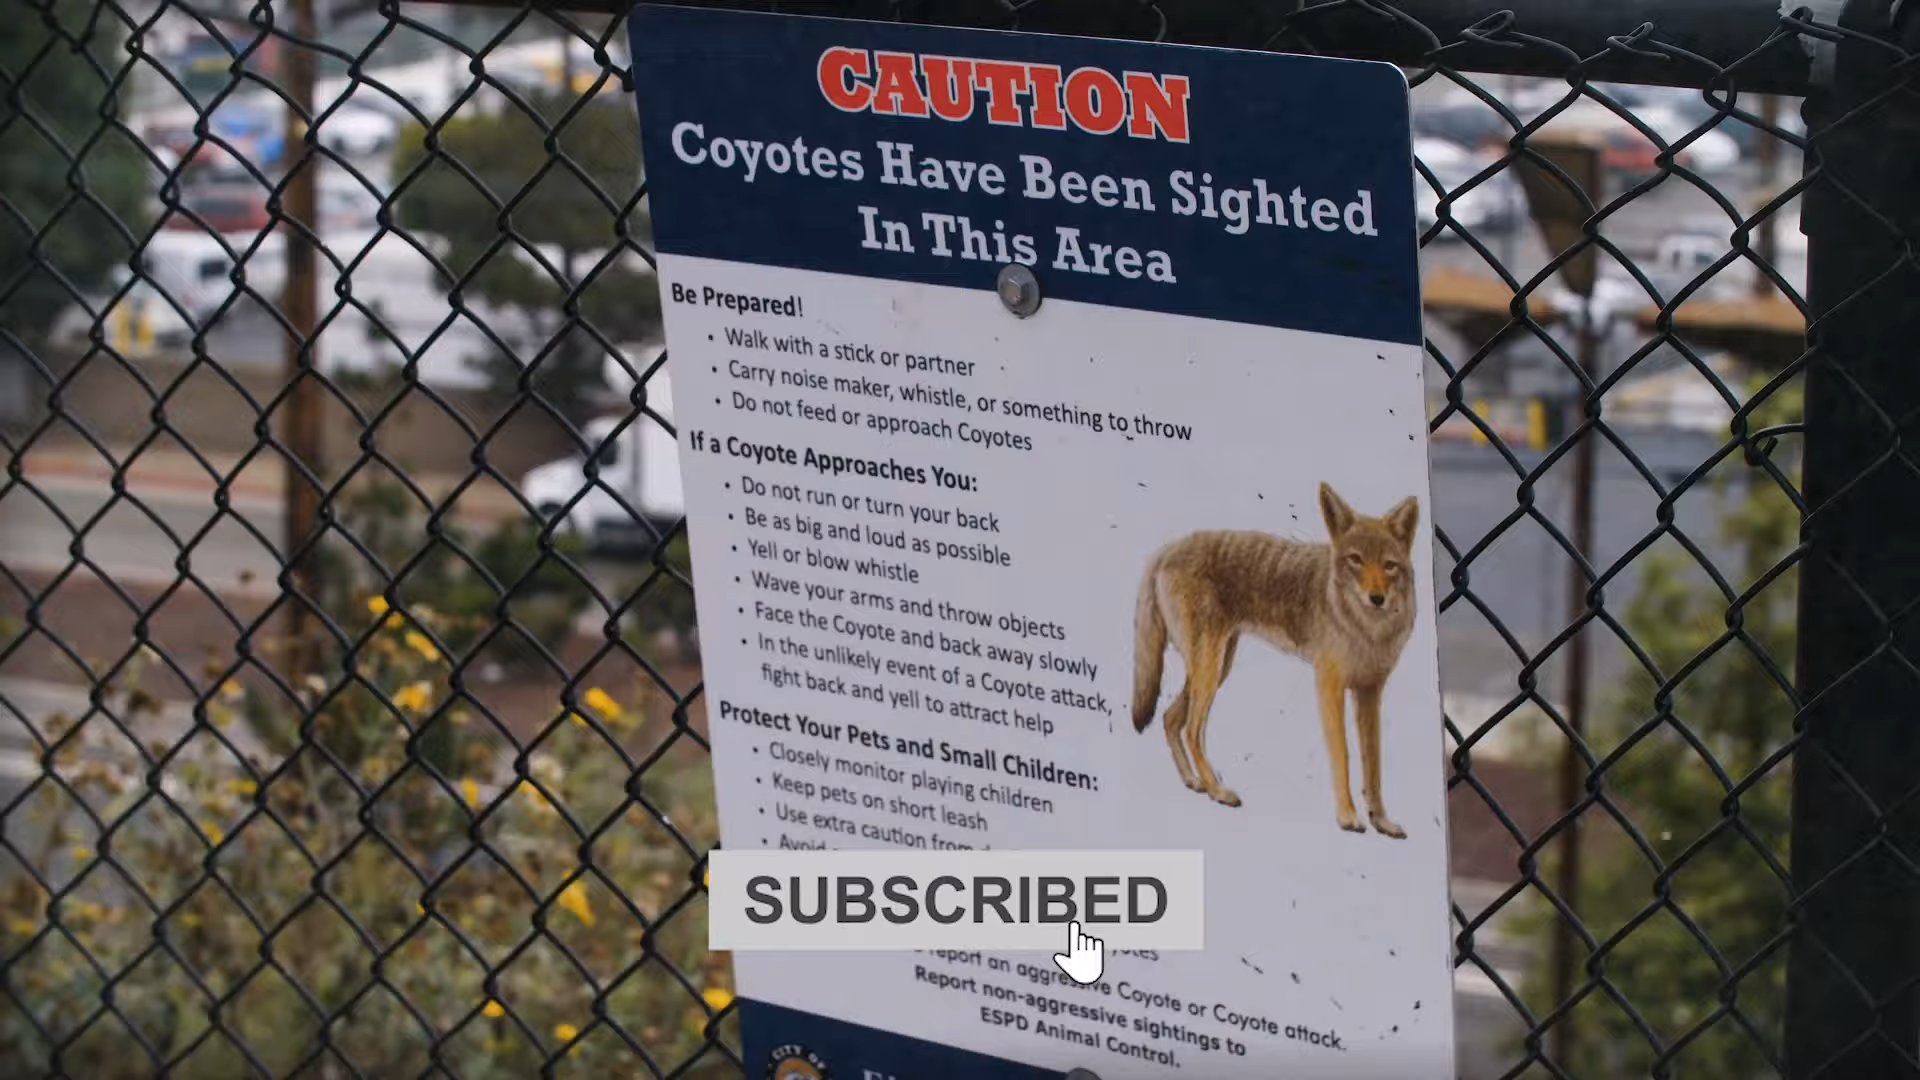 CAUTION
Coyotes Have Been Sighted
In This Area
Be Prepared!
• Walk with a stick or partner
• Carry noise maker, whistle, or something to throw
• Do not feed or approach Coyotes
If a Coyote Approaches You:
• Do not run or turn your back
• Be as big and loud as possible
• Yell or blow whistle
• Wave your arms and throw objects
• Face the Coyote and back away slowly
• In the unlikely event of a Coyote attack,
fight back and yell to attract help
Protect Your Pets and Small Children:
• Closely monitor playing children
• Keep pets on short leash
• Use extra caution from
• Avoid
SUBSCRIBED
report an aggressive Coyote or Coyote attack.
Report non-aggressive sightings to
ESPD Animal Control.
CITY OF